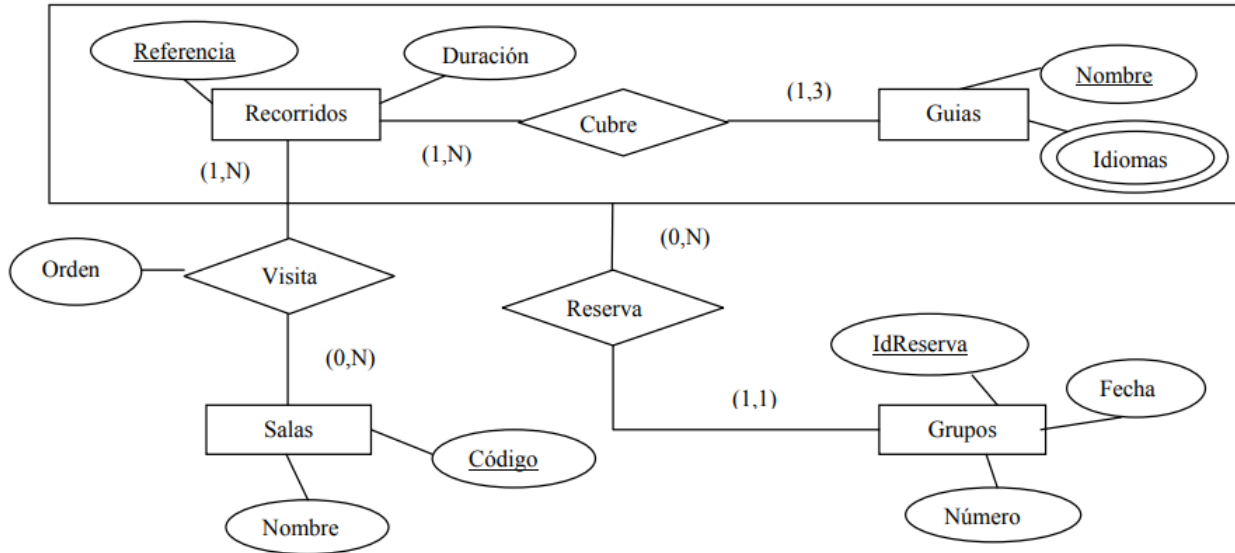 Referencia
Duración
Nombre
Recorridos
Cubre
(1,3)
Guias
Idiomas
(1,N)
(1,N)
(0,N)
Orden
Visita
Reserva
(0,N)
IdReserva
Fecha
(1,1)
Salas
Grupos
Código
Nombre
Número